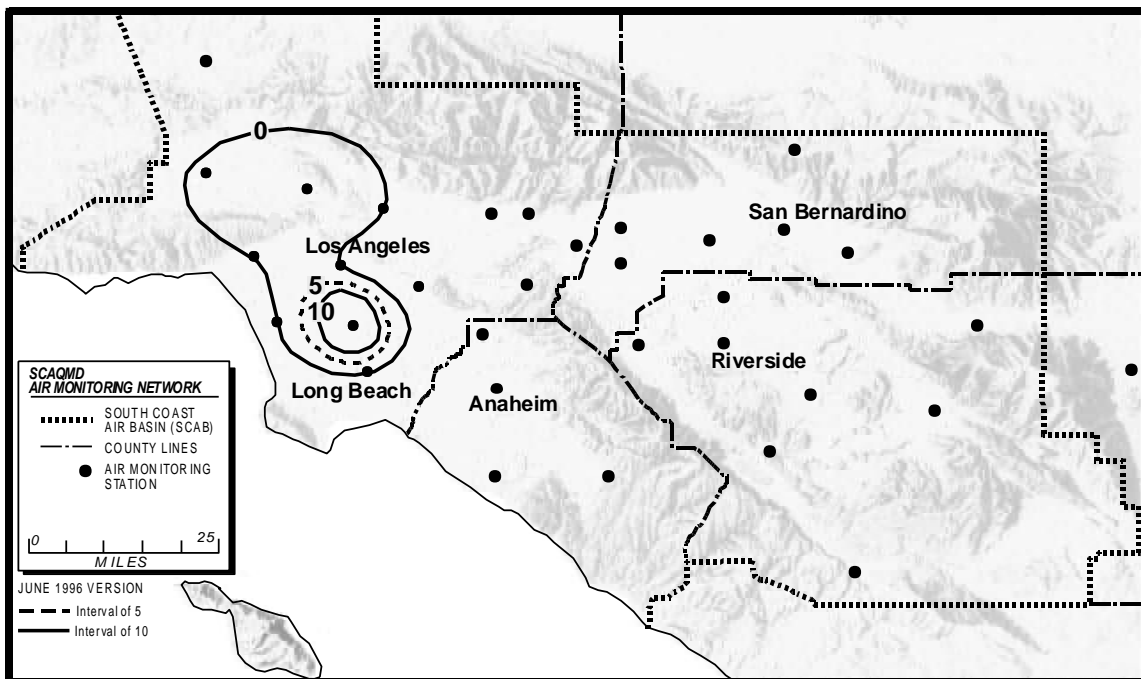 0
San Bernardino
Los Angeles
5
10
Riverside
Long Beach
Anaheim
SCAQMD
AIR MONITORING NETWORK
SOUTH COAST
AIR BASIN (SCAB)
COUNTY LINES
AIR MONITORING
STATION
0 25
MILES
JUNE 1996 VERSION
Interval of 5
Interval of 10